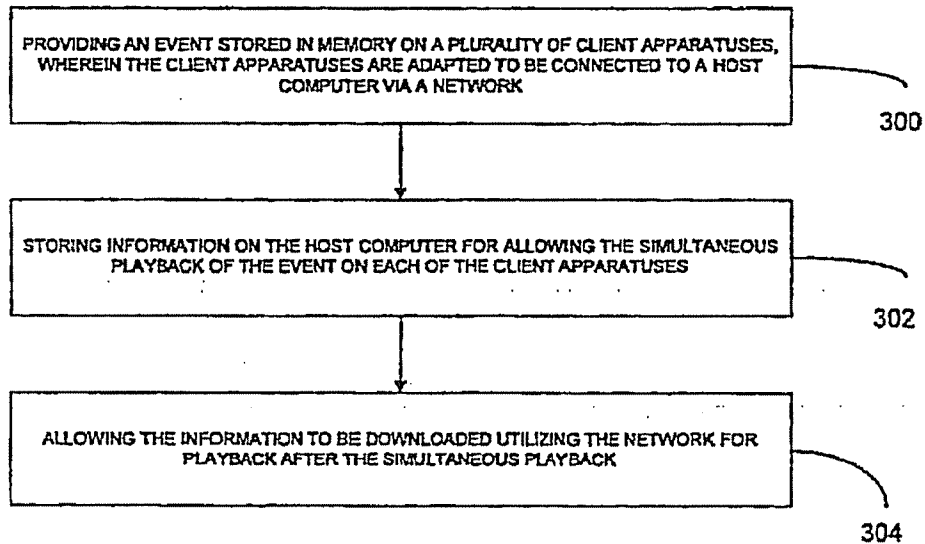 PROVIDING AN EVENT STORED IN MEMORY ON A PLURALITY OF CLIENT APPARATUSES,
WHEREIN THE CLIENT APPARATUSES ARE ADAPTED TO BE CONNECTED TO A HOST
COMPUTER VIA A NETWORK
300
STORING INFORMATION ON THE HOST COMPUTER FOR ALLOWING THE SIMULTANEOUS
PLAYBACK OF THE EVENT ON EACH OF THE CLIENT APPARATUSES
302
ALLOWING THE INFORMATION TO BE DOWNLOADED UTILIZING THE NETWORK FOR
PLAYBACK AFTER THE SIMULTANEOUS PLAYBACK
304